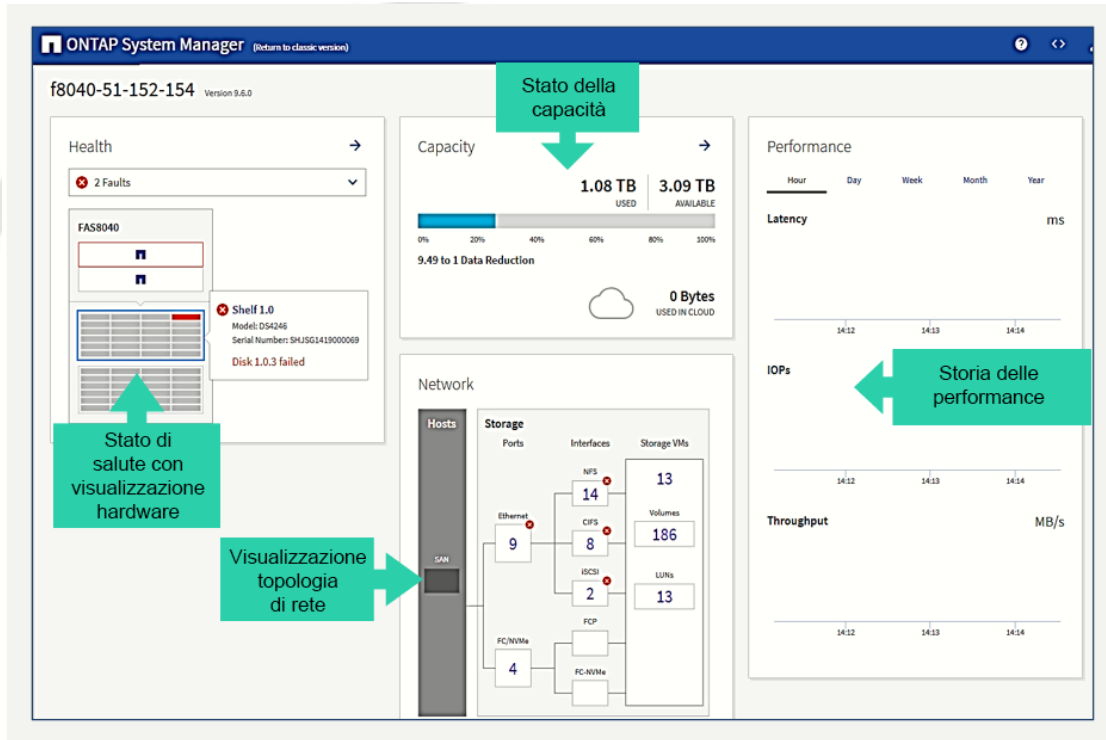 ONTAP System Manager (Return to classic version)
f8040-51-152-154 Version 9.6.0
Stato della
capacità
Health
2 Faults
FAS8040
Shelf 1.0
Model: DS4246
Serial Number: SHJSG1419000069
Disk 1.0.3 failed
Stato di
salute con
visualizzazione
hardware
Capacity
1.08 TB 3.09 TB
USED AVAILABLE
0% 20% 40% 60% 80% 100%
9.49 to 1 Data Reduction
0 Bytes
USED IN CLOUD
Network
Hosts
SAN
Visualizzazione
topologia
di rete
Storage
Ports Interfaces Storage VMs
NFS
14
13
Ethernet
9
CIFS
8
Volumes
186
iSCSI
2
LUNs
13
FCP
FC/NVMe
4
FC-NVMe
Performance
Hour Day Week Month Year
Latency ms
14:12 14:13 14:14
IOPs
Storia delle
performance
14:12 14:13 14:14
Throughput MB/s
14:12 14:13 14:14